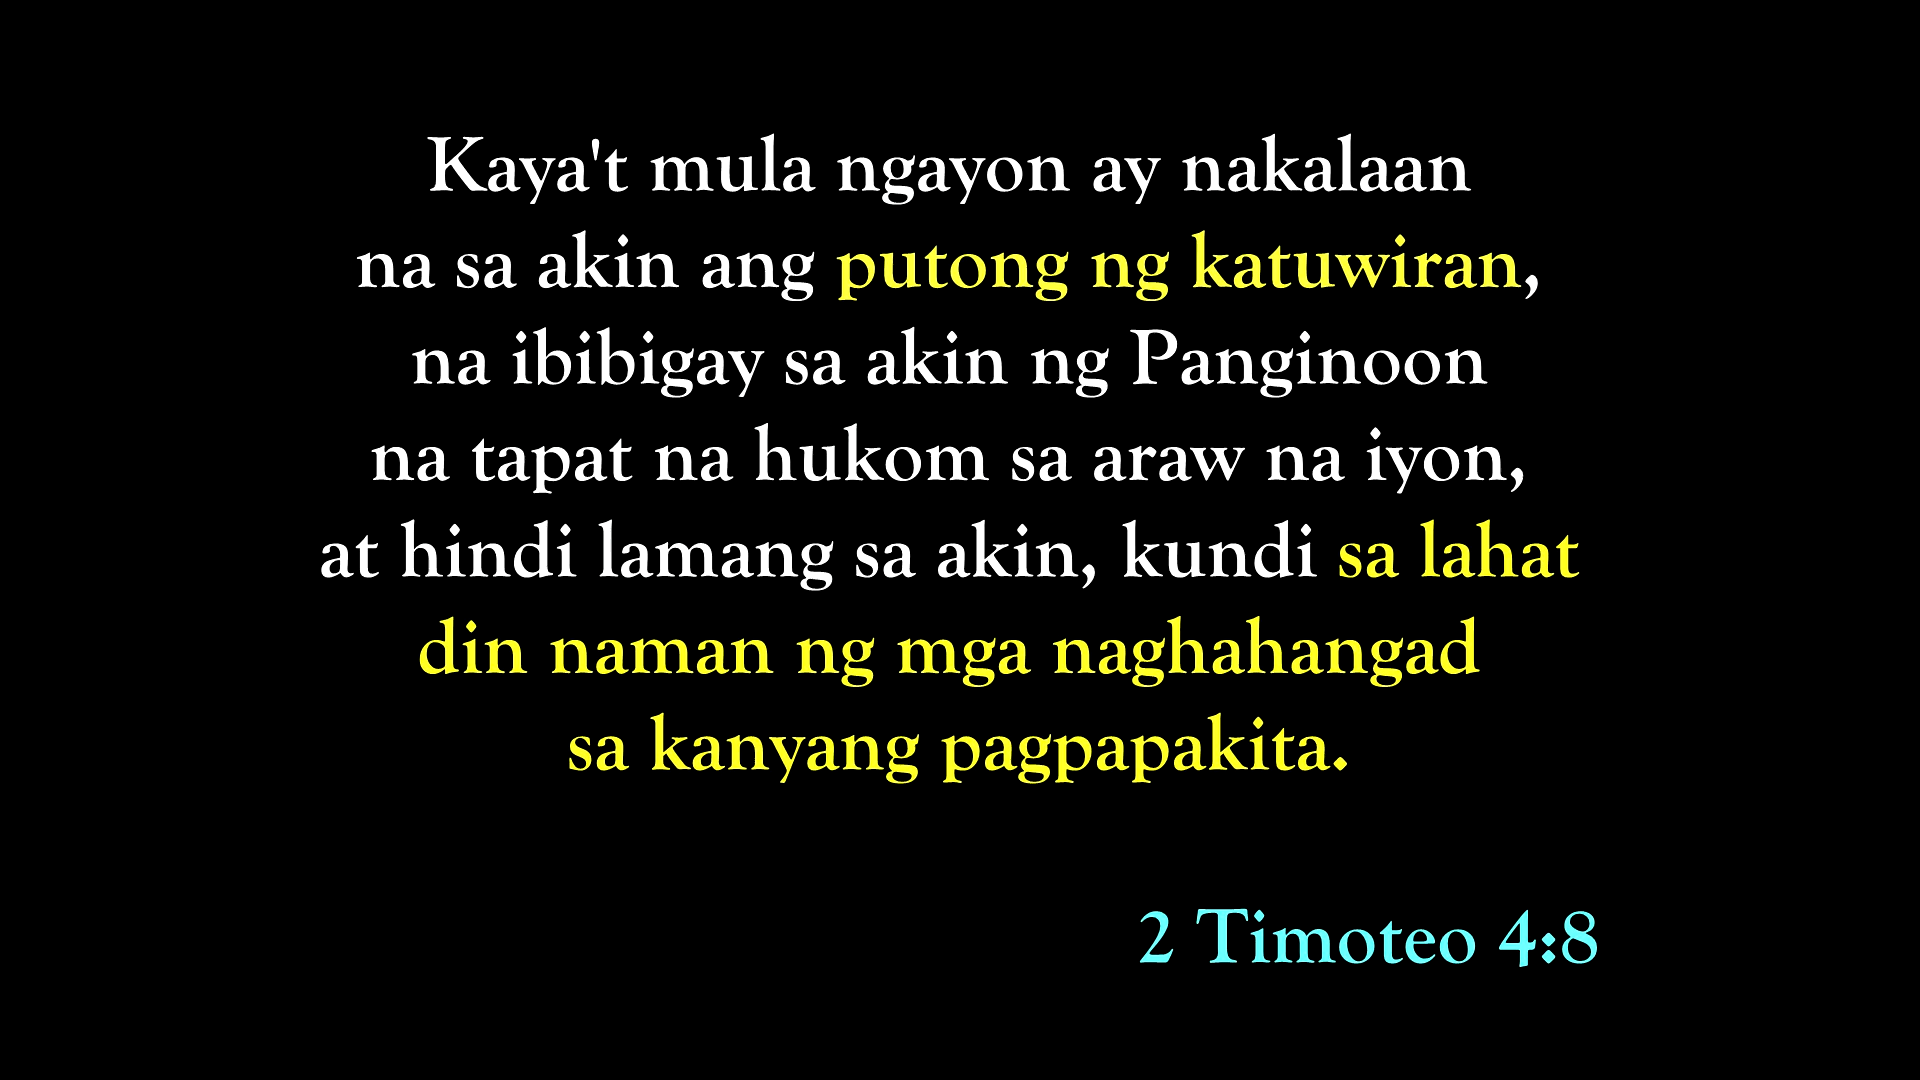 Kaya't mula ngayon ay nakalaan
na sa akin ang putong ng katuwiran,
na ibibigay sa akin ng Panginoon
na tapat na hukom sa araw na iyon,
at hindi lamang sa akin, kundi sa lahat
din naman ng mga naghahangad
sa kanyang pagpapakita.
2 Timoteo 4:8